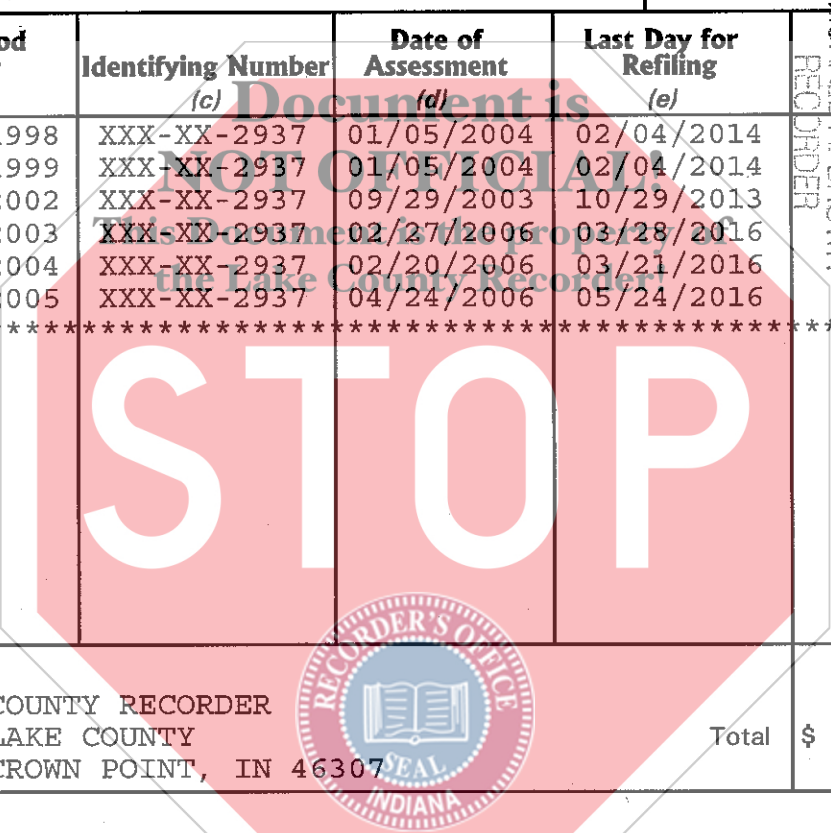 od Identifying Number Date of Assessment Last Day for Refiling
(c) (d) (e)
Document is
NOT OFFICIAL!
This Document is the property of
the Lake County Recorder!
1998 XXX-XX-2937 01/05/2004 02/04/2014
1999 XXX-XX-2937 01/05/2004 02/04/2014
2002 XXX-XX-2937 09/29/2003 10/29/2013
2003 XXX-XX-2937 02/27/2006 03/28/2016
2004 XXX-XX-2937 02/20/2006 03/21/2016
2005 XXX-XX-2937 04/24/2006 05/24/2016
RECORDER
STOP
RECORDER'S OFFICE
SEAL
INDIANA
COUNTY RECORDER
LAKE COUNTY
CROWN POINT, IN 46307
Total $